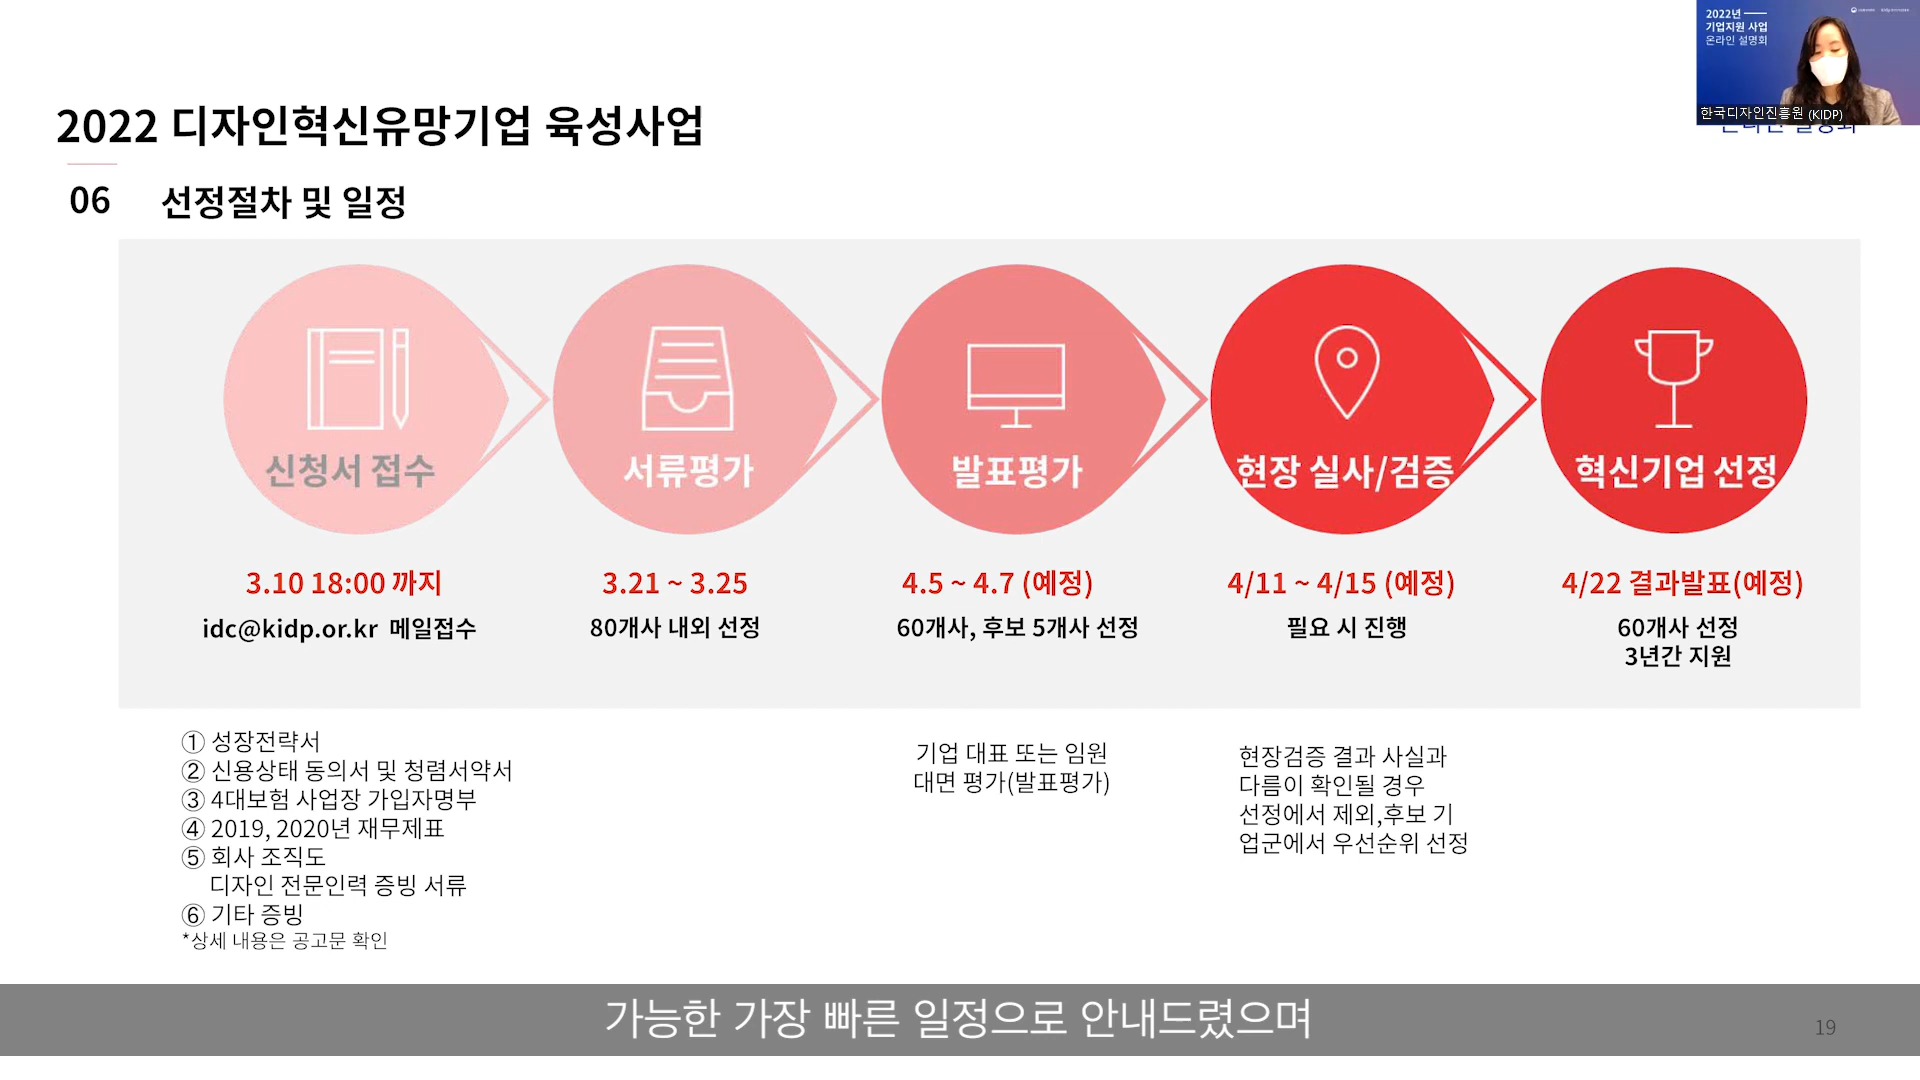 2022년
기업지원 사업
온라인 설명회
한국디자인진흥원 (KIDP)
2022 디자인혁신유망기업 육성사업
06 선정절차 및 일정
신청서 접수
서류평가
발표평가
현장 실사/검증
혁신기업 선정
3.10 18:00 까지
idc@kidp.or.kr 메일접수
3.21 ~ 3.25
80개사 내외 선정
4.5 ~ 4.7 (예정)
60개사, 후보 5개사 선정
4/11 ~ 4/15 (예정)
필요 시 진행
4/22 결과발표(예정)
60개사 선정
3년간 지원
① 성장전략서
② 신용상태 동의서 및 청렴서약서
③ 4대보험 사업장 가입자명부
④ 2019, 2020년 재무제표
⑤ 회사 조직도
디자인 전문인력 증빙 서류
⑥ 기타 증빙
*상세 내용은 공고문 확인
기업 대표 또는 임원
대면 평가(발표평가)
현장검증 결과 사실과
다름이 확인될 경우
선정에서 제외,후보 기
업군에서 우선순위 선정
가능한 가장 빠른 일정으로 안내드렸으며
19